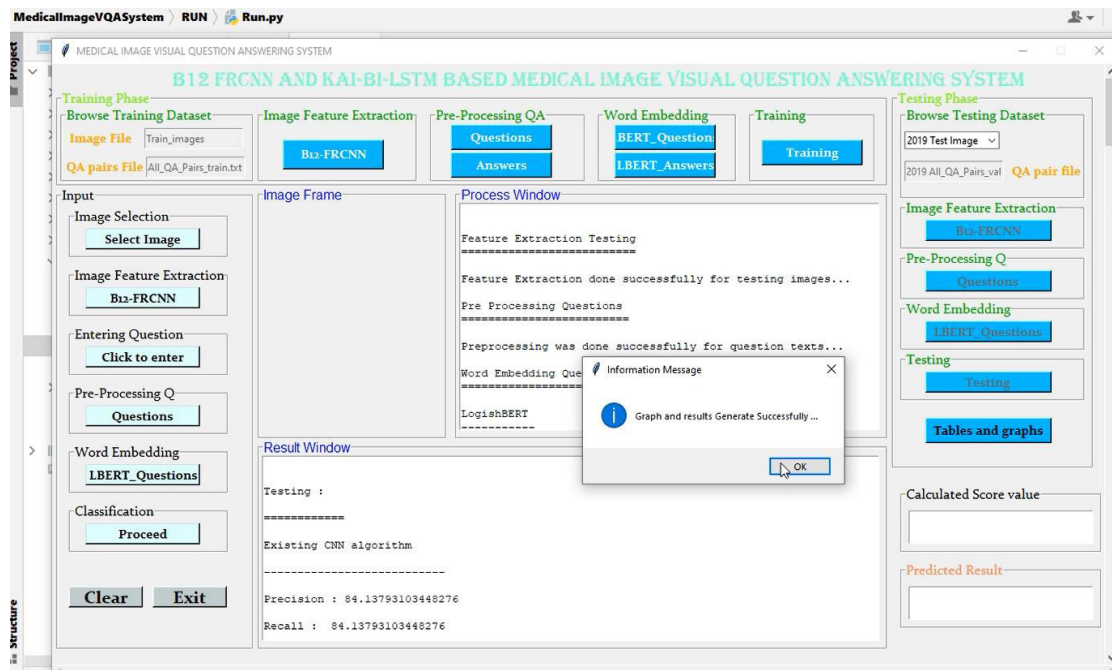 MedicalImageVQASystem › RUN › Run.py
MEDICAL IMAGE VISUAL QUESTION ANSWERING SYSTEM
B12 FRCNN AND KAI-BI-LSTM BASED MEDICAL IMAGE VISUAL QUESTION ANSWERING SYSTEM
Project
Training Phase
Browse Training Dataset
Image File Train_images
QA pairs File All_QA_Pairs_train.txt
Image Feature Extraction
B12-FRCNN
Pre-Processing QA
Questions
Answers
Word Embedding
BERT_Question
LBERT_Answers
Training
Training
Testing Phase
Browse Testing Dataset
2019 Test Image
2019 All_QA_Pairs_val QA pair file
Image Feature Extraction
B12-FRCNN
Pre-Processing Q
Questions
Word Embedding
LBERT_Questions
Testing
Testing
Tables and graphs
Input
Image Selection
Select Image
Image Feature Extraction
B12-FRCNN
Entering Question
Click to enter
Pre-Processing Q
Questions
Word Embedding
LBERT_Questions
Classification
Proceed
Clear Exit
Image Frame
Process Window
Feature Extraction Testing
==========================
Feature Extraction done successfully for testing images...
Pre Processing Questions
=========================
Preprocessing was done successfully for question texts...
Word Embedding Que
==================
LogishBERT
-----------
Information Message
Graph and results Generate Successfully ...
OK
Result Window
Testing :
============
Existing CNN algorithm
---------------------------
Precision : 84.13793103448276
Recall : 84.13793103448276
Calculated Score value
Predicted Result
Structure